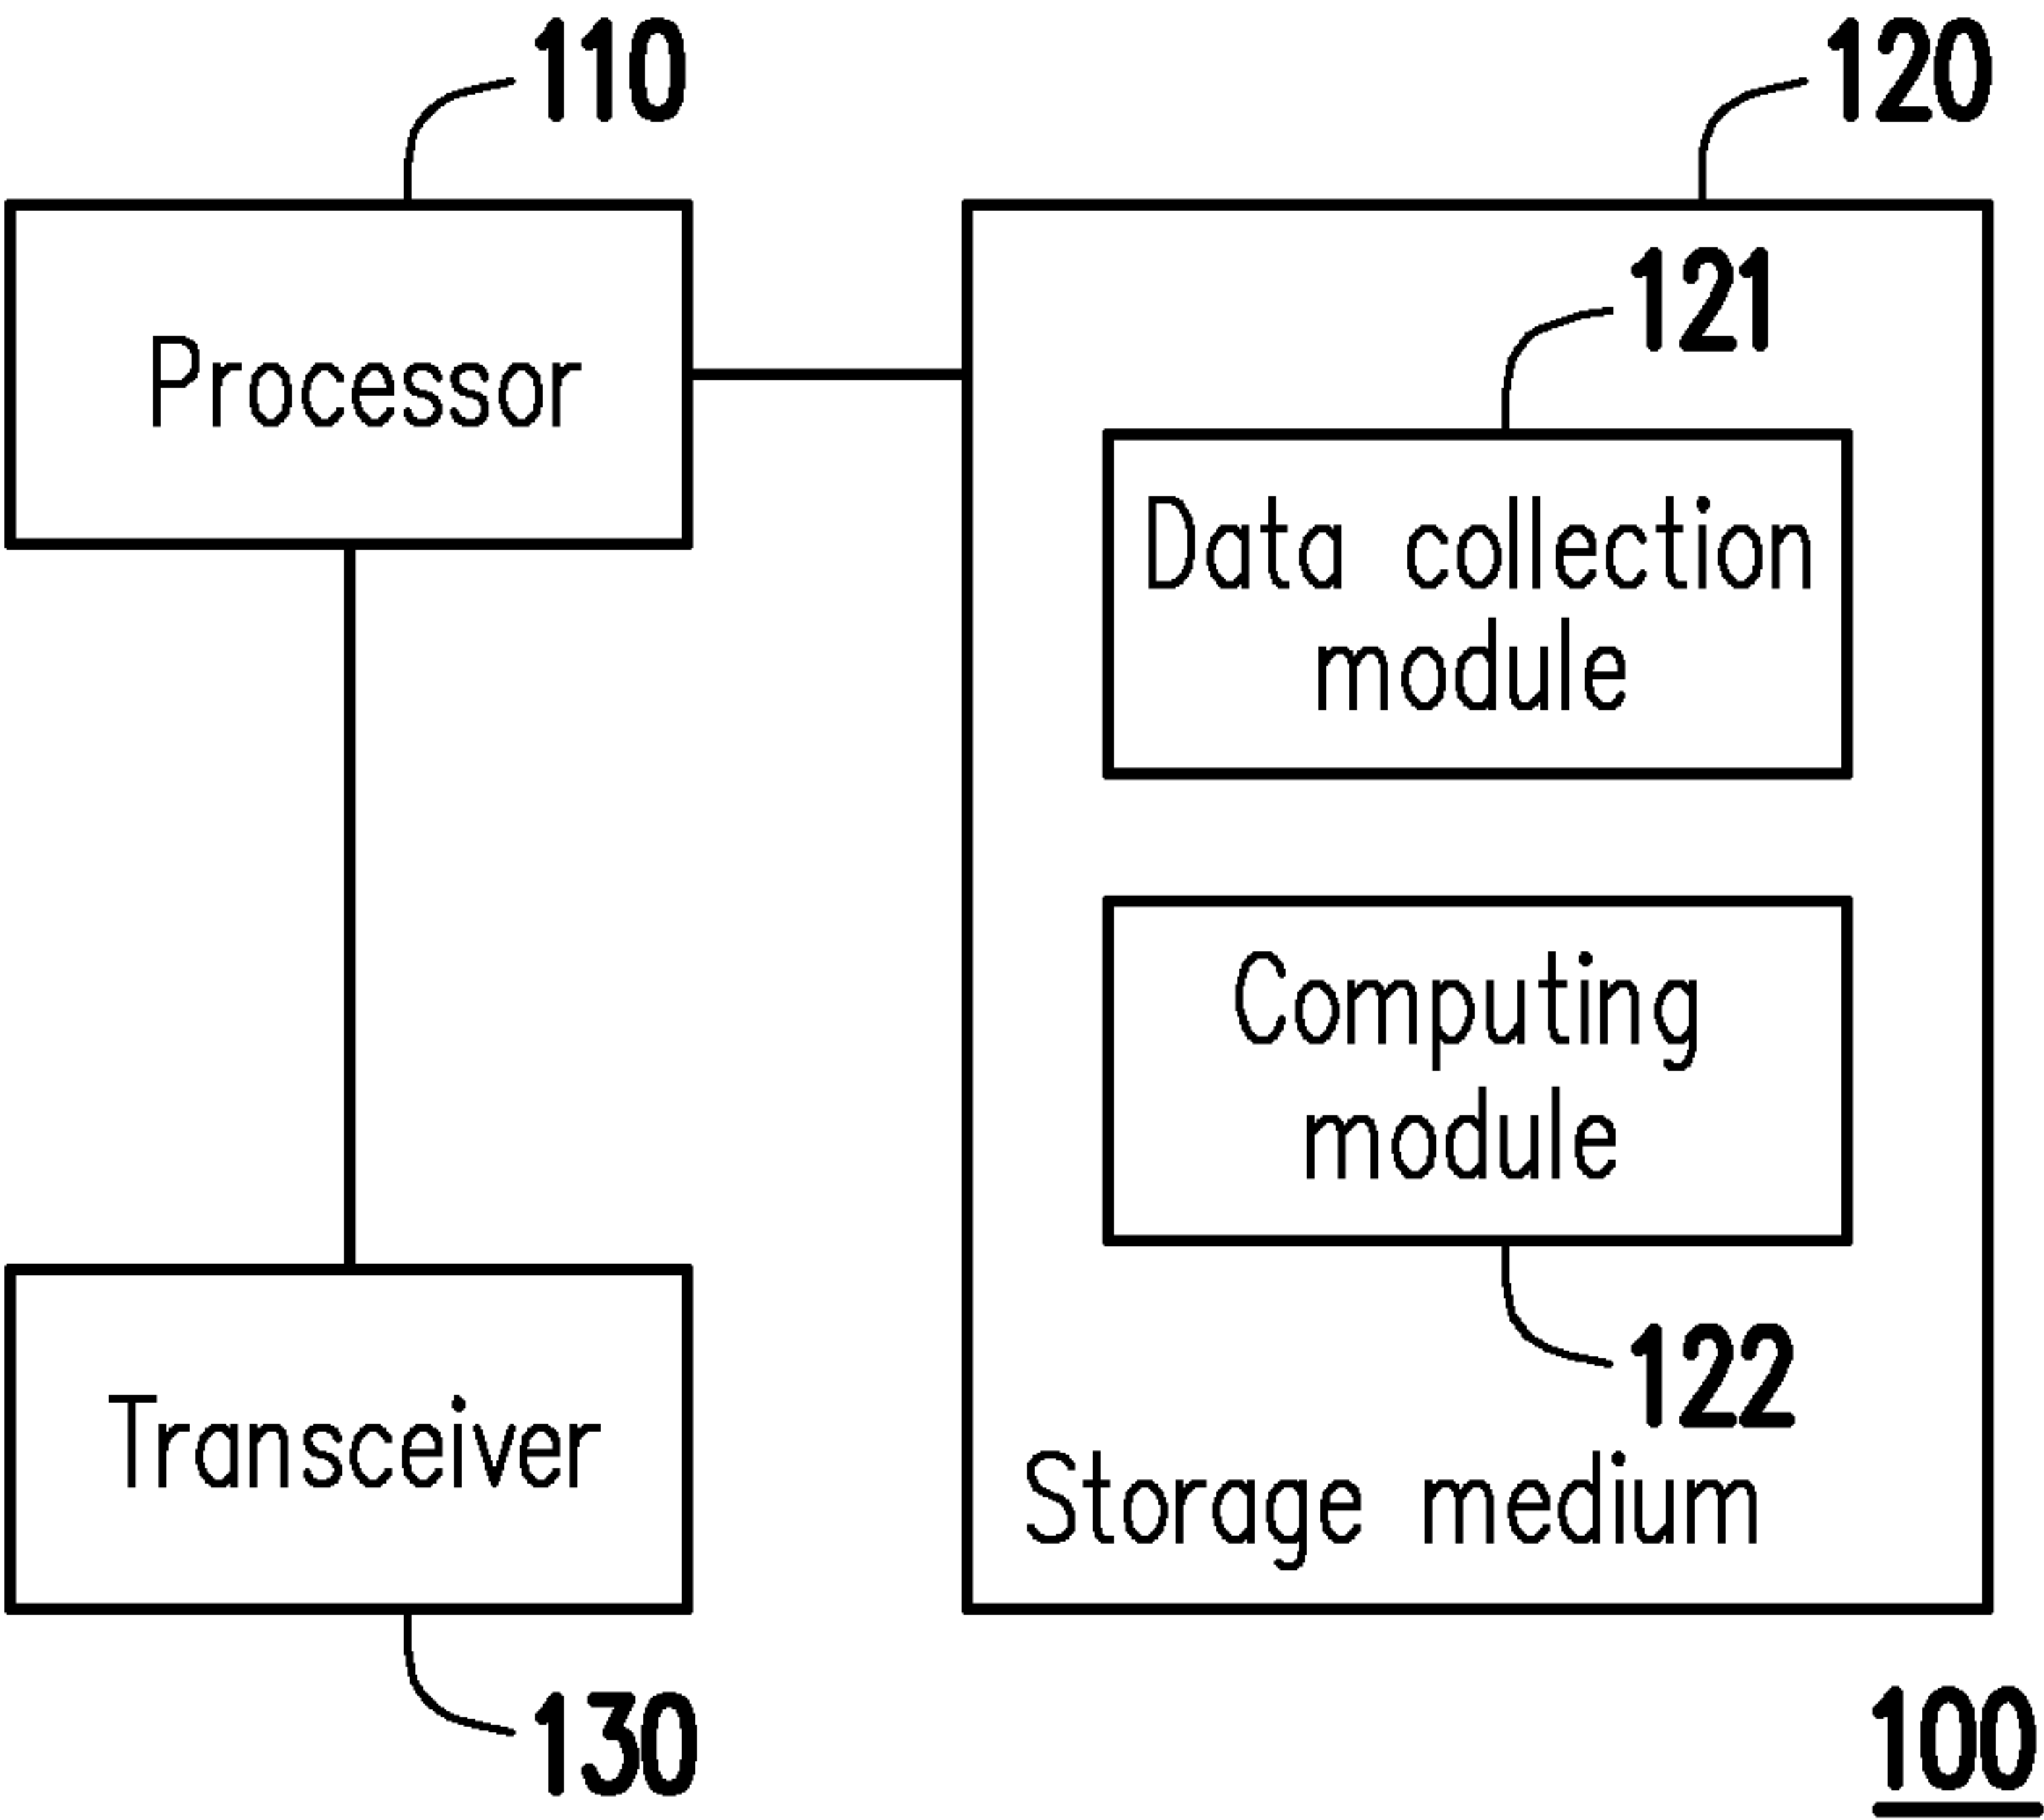 110
120
Processor
121
Data collection
module
Computing
module
122
Storage medium
Transceiver
130
100